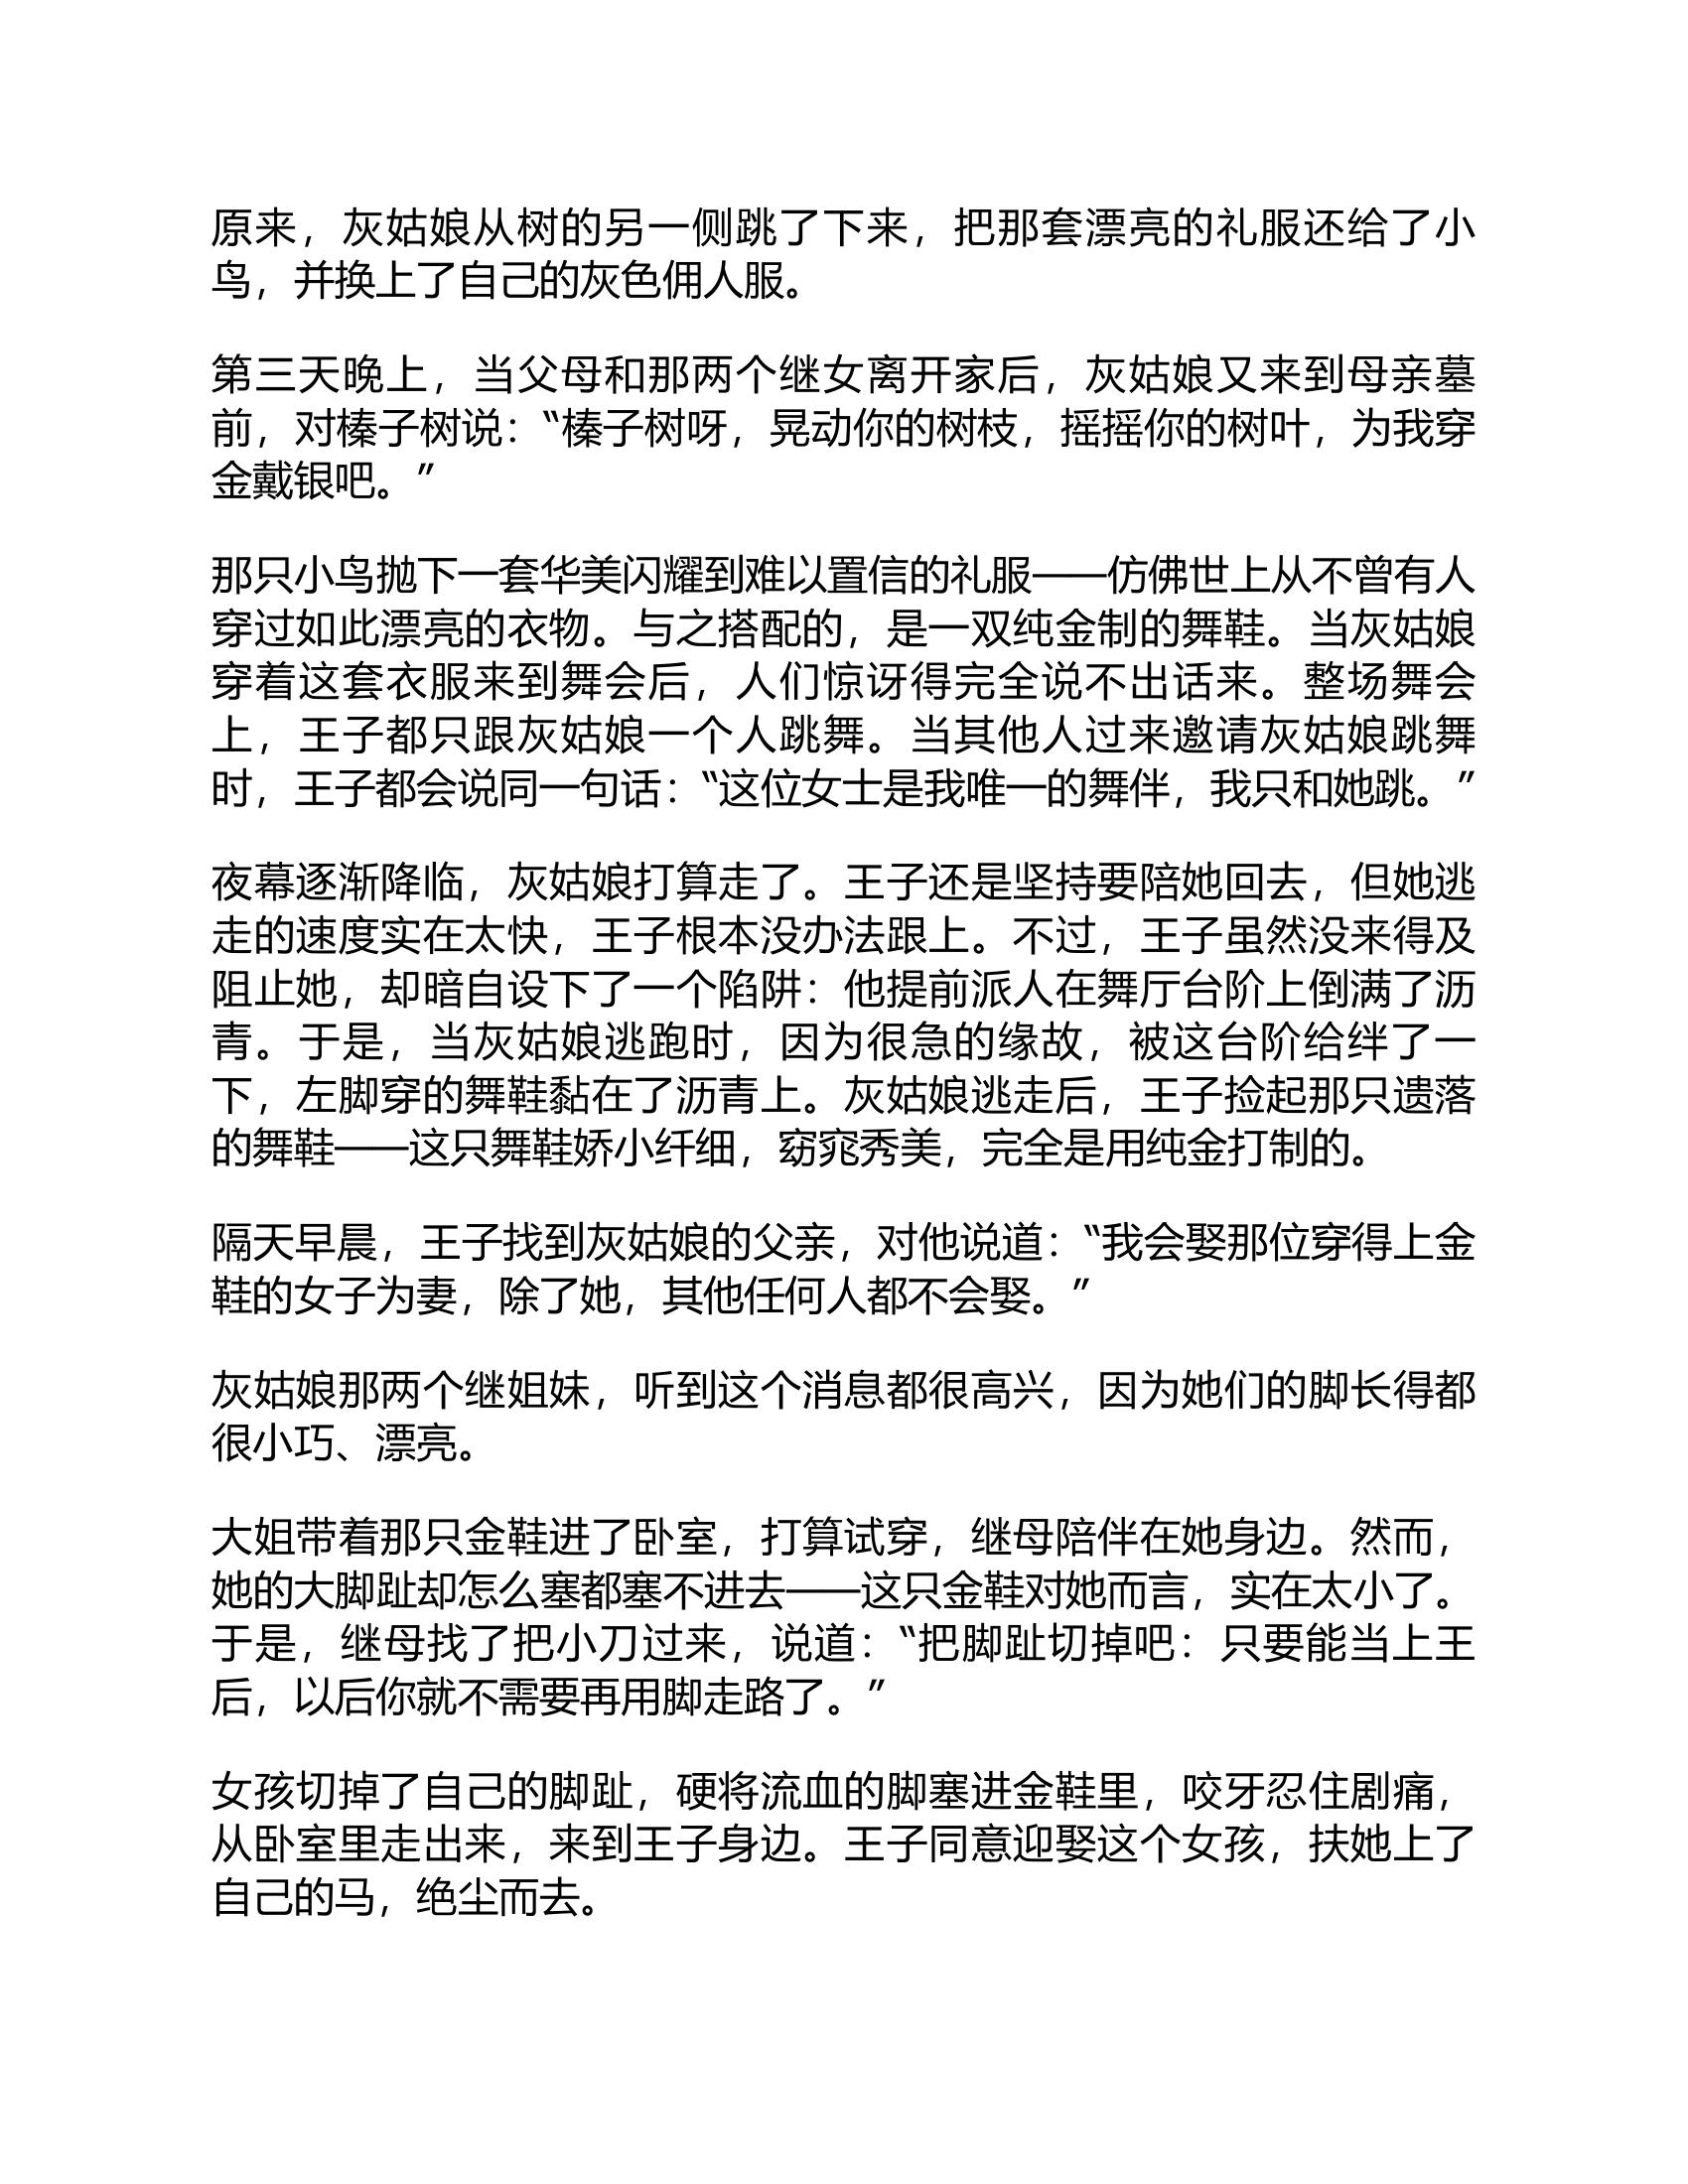 原来，灰姑娘从树的另一侧跳了下来，把那套漂亮的礼服还给了小
鸟，并换上了自己的灰色佣人服。
第三天晚上，当父母和那两个继女离开家后，灰姑娘又来到母亲墓
前，对榛子树说：“榛子树呀，晃动你的树枝，摇摇你的树叶，为我穿
金戴银吧。”
那只小鸟抛下一套华美闪耀到难以置信的礼服——仿佛世上从不曾有人
穿过如此漂亮的衣物。与之搭配的，是一双纯金制的舞鞋。当灰姑娘
穿着这套衣服来到舞会后，人们惊讶得完全说不出话来。整场舞会
上，王子都只跟灰姑娘一个人跳舞。当其他人过来邀请灰姑娘跳舞
时，王子都会说同一句话：“这位女士是我唯一的舞伴，我只和她跳。”
夜幕逐渐降临，灰姑娘打算走了。王子还是坚持要陪她回去，但她逃
走的速度实在太快，王子根本没办法跟上。不过，王子虽然没来得及
阻止她，却暗自设下了一个陷阱：他提前派人在舞厅台阶上倒满了沥
青。于是，当灰姑娘逃跑时，因为很急的缘故，被这台阶给绊了一
下，左脚穿的舞鞋黏在了沥青上。灰姑娘逃走后，王子捡起那只遗落
的舞鞋——这只舞鞋娇小纤细，窈窕秀美，完全是用纯金打制的。
隔天早晨，王子找到灰姑娘的父亲，对他说道：“我会娶那位穿得上金
鞋的女子为妻，除了她，其他任何人都不会娶。”
灰姑娘那两个继姐妹，听到这个消息都很高兴，因为她们的脚长得都
很小巧、漂亮。
大姐带着那只金鞋进了卧室，打算试穿，继母陪伴在她身边。然而，
她的大脚趾却怎么塞都塞不进去——这只金鞋对她而言，实在太小了。
于是，继母找了把小刀过来，说道：“把脚趾切掉吧：只要能当上王
后，以后你就不需要再用脚走路了。”
女孩切掉了自己的脚趾，硬将流血的脚塞进金鞋里，咬牙忍住剧痛，
从卧室里走出来，来到王子身边。王子同意迎娶这个女孩，扶她上了
自己的马，绝尘而去。